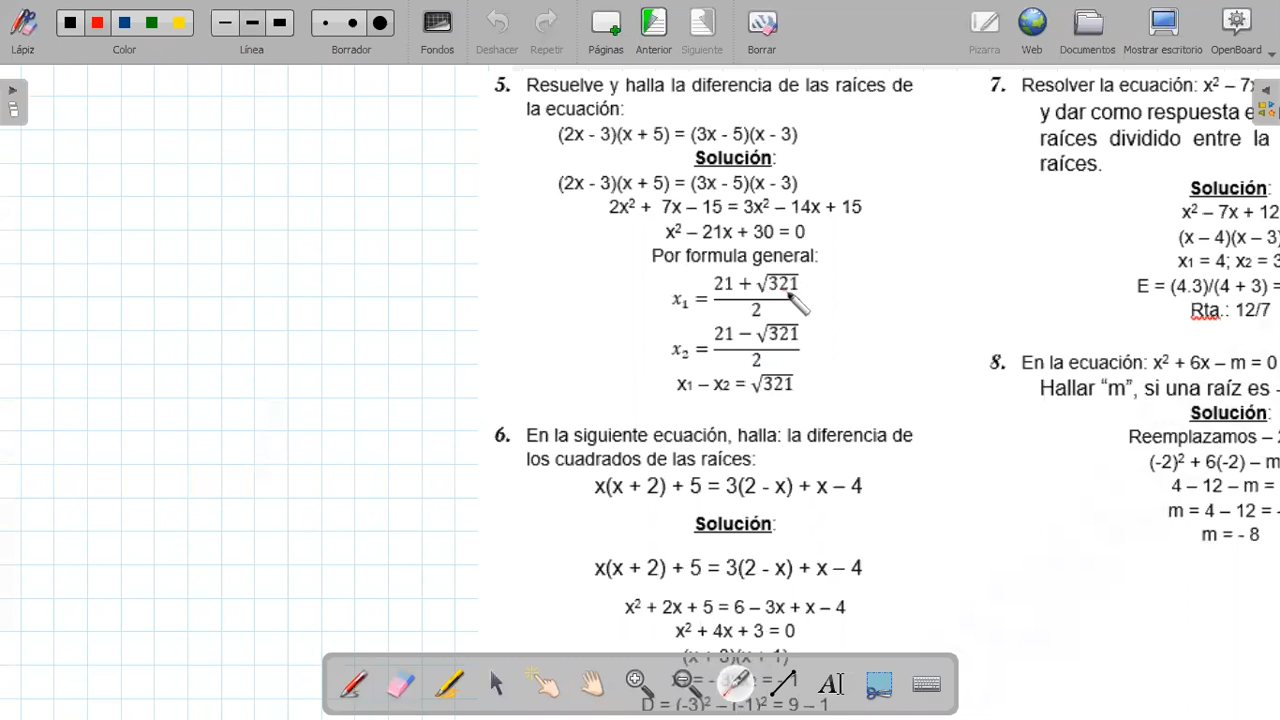 Lápiz Color Línea Borrador Fondos Deshacer Repetir Páginas Anterior Siguiente Borrar Pizarra Web Documentos Mostrar escritorio OpenBoard
5. Resuelve y halla la diferencia de las raíces de
la ecuación:
(2x - 3)(x + 5) = (3x - 5)(x - 3)
Solución:
(2x - 3)(x + 5) = (3x - 5)(x - 3)
2x² + 7x – 15 = 3x² – 14x + 15
x² – 21x + 30 = 0
Por formula general:
x₁ = (21 + √321)/2
x₂ = (21 − √321)/2
x₁ – x₂ = √321
6. En la siguiente ecuación, halla: la diferencia de
los cuadrados de las raíces:
x(x + 2) + 5 = 3(2 - x) + x – 4
Solución:
x(x + 2) + 5 = 3(2 - x) + x – 4
x² + 2x + 5 = 6 – 3x + x – 4
x² + 4x + 3 = 0
(x + 3)(x + 1)
D = (-3)² – (-1)² = 9 – 1
7. Resolver la ecuación: x² – 7x
y dar como respuesta e
raíces dividido entre la
raíces.
Solución:
x² – 7x + 12
(x – 4)(x – 3)
x₁ = 4; x₂ = 3
E = (4.3)/(4 + 3) =
Rta.: 12/7
8. En la ecuación: x² + 6x – m = 0
Hallar “m”, si una raíz es -
Solución:
Reemplazamos –
(-2)² + 6(-2) – m
4 – 12 – m =
m = 4 – 12 = -
m = - 8